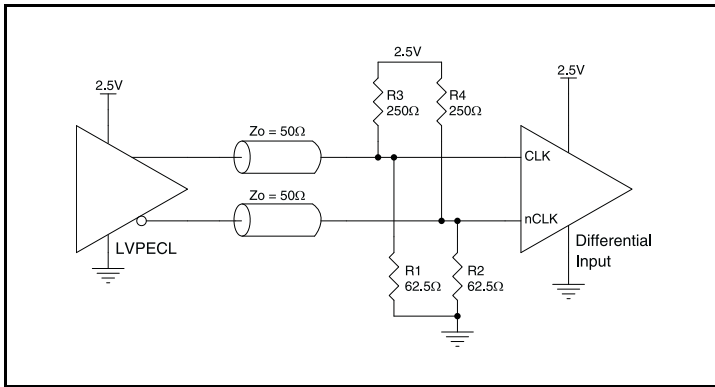 2.5V
2.5V
2.5V
R3
250Ω
R4
250Ω
Zo = 50Ω
CLK
Zo = 50Ω
nCLK
LVPECL
Differential
Input
R1
62.5Ω
R2
62.5Ω